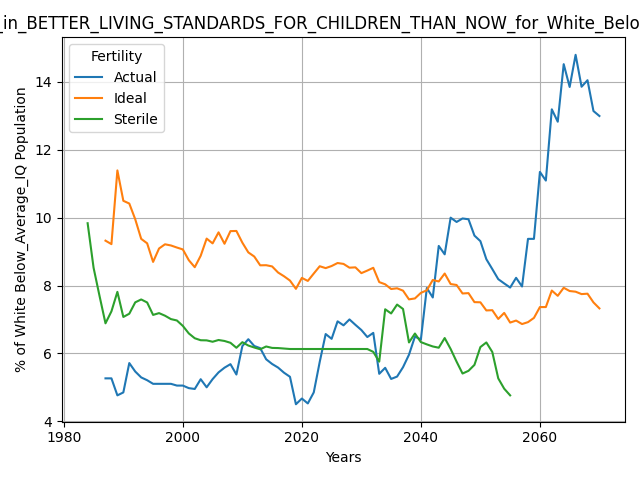 _in_BETTER_LIVING_STANDARDS_FOR_CHILDREN_THAN_NOW_for_White_Belo
Fertility
Actual
Ideal
Sterile
% of White Below_Average_IQ Population
14
12
10
8
6
4
1980 2000 2020 2040 2060
Years